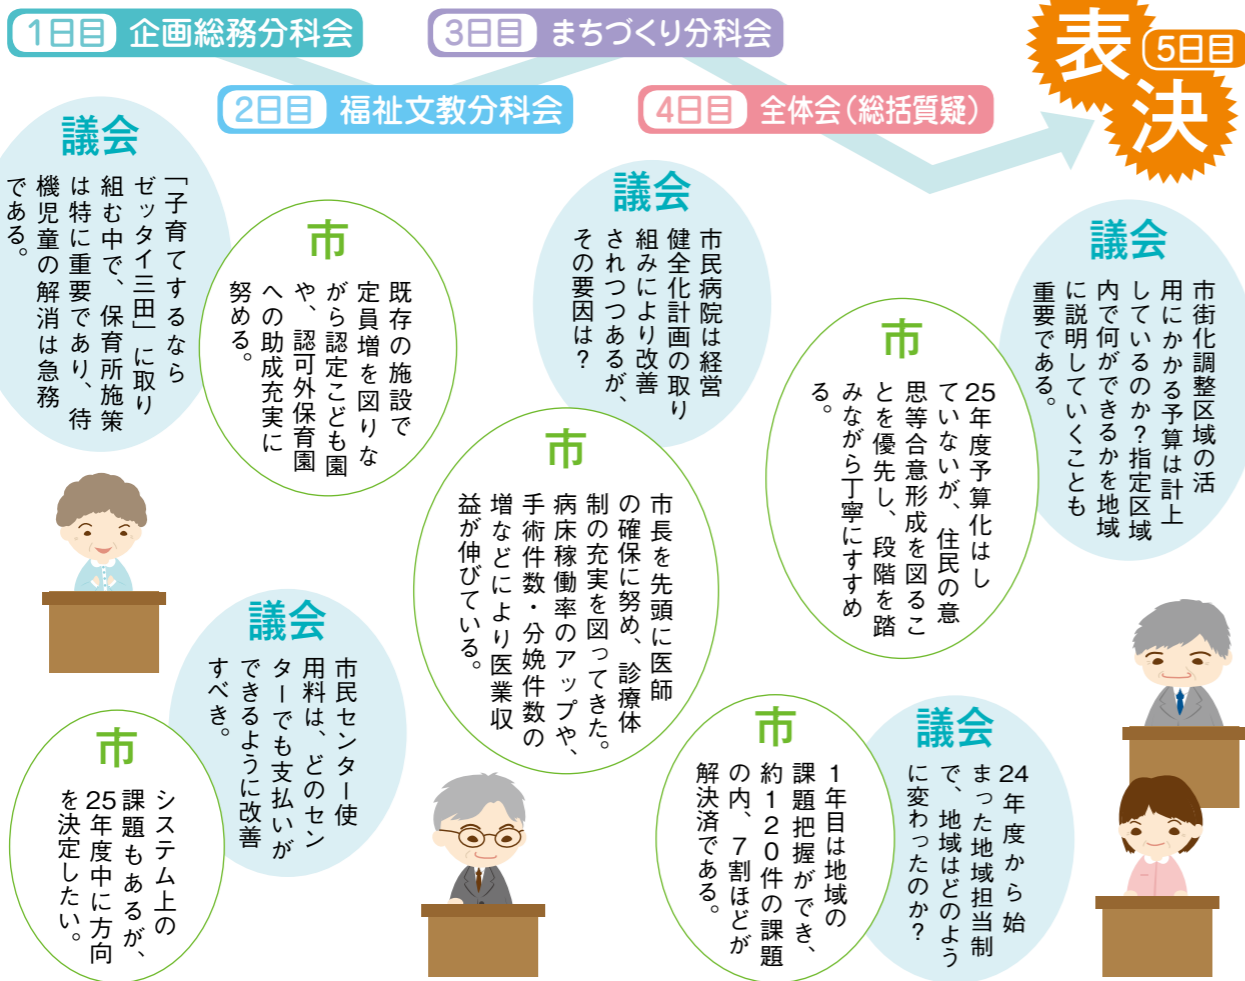 1日目 企画総務分科会
2日目 福祉文教分科会
3日目 まちづくり分科会
4日目 全体会(総括質疑)
5日目
表決
議会
市街化調整区域の活
用にかかる予算は計上
しているのか?指定区域
内で何ができるかを地域
に説明していくことも
重要である。
市
25年度予算化はし
ていないが、住民の意
思等合意形成を図るこ
とを優先し、段階を踏
みながら丁寧にすすめ
る。
議会
24年度から始
まった地域担当制
で、地域はどのよう
に変わったのか?
市
1年目は地域の
課題把握ができ、
約120件の課題
の内、7割ほどが
解決済である。
議会
市民病院は経営
健全化計画の取り
組みにより改善
されつつあるが、
その要因は?
市
市長を先頭に医師
の確保に努め、診療体
制の充実を図ってきた。
病床稼働率のアップや、
手術件数・分娩件数の
増などにより医業収
益が伸びている。
議会
「子育てするなら
ゼッタイ三田」に取り
組む中で、保育所施策
は特に重要であり、待
機児童の解消は急務
である。
市
既存の施設で
定員増を図りな
がら認定こども園
や、認可外保育園
への助成充実に
努める。
議会
市民センター使
用料は、どのセン
ターでも支払いが
できるように改善
すべき。
市
システム上の
課題もあるが、
25年度中に方向
を決定したい。